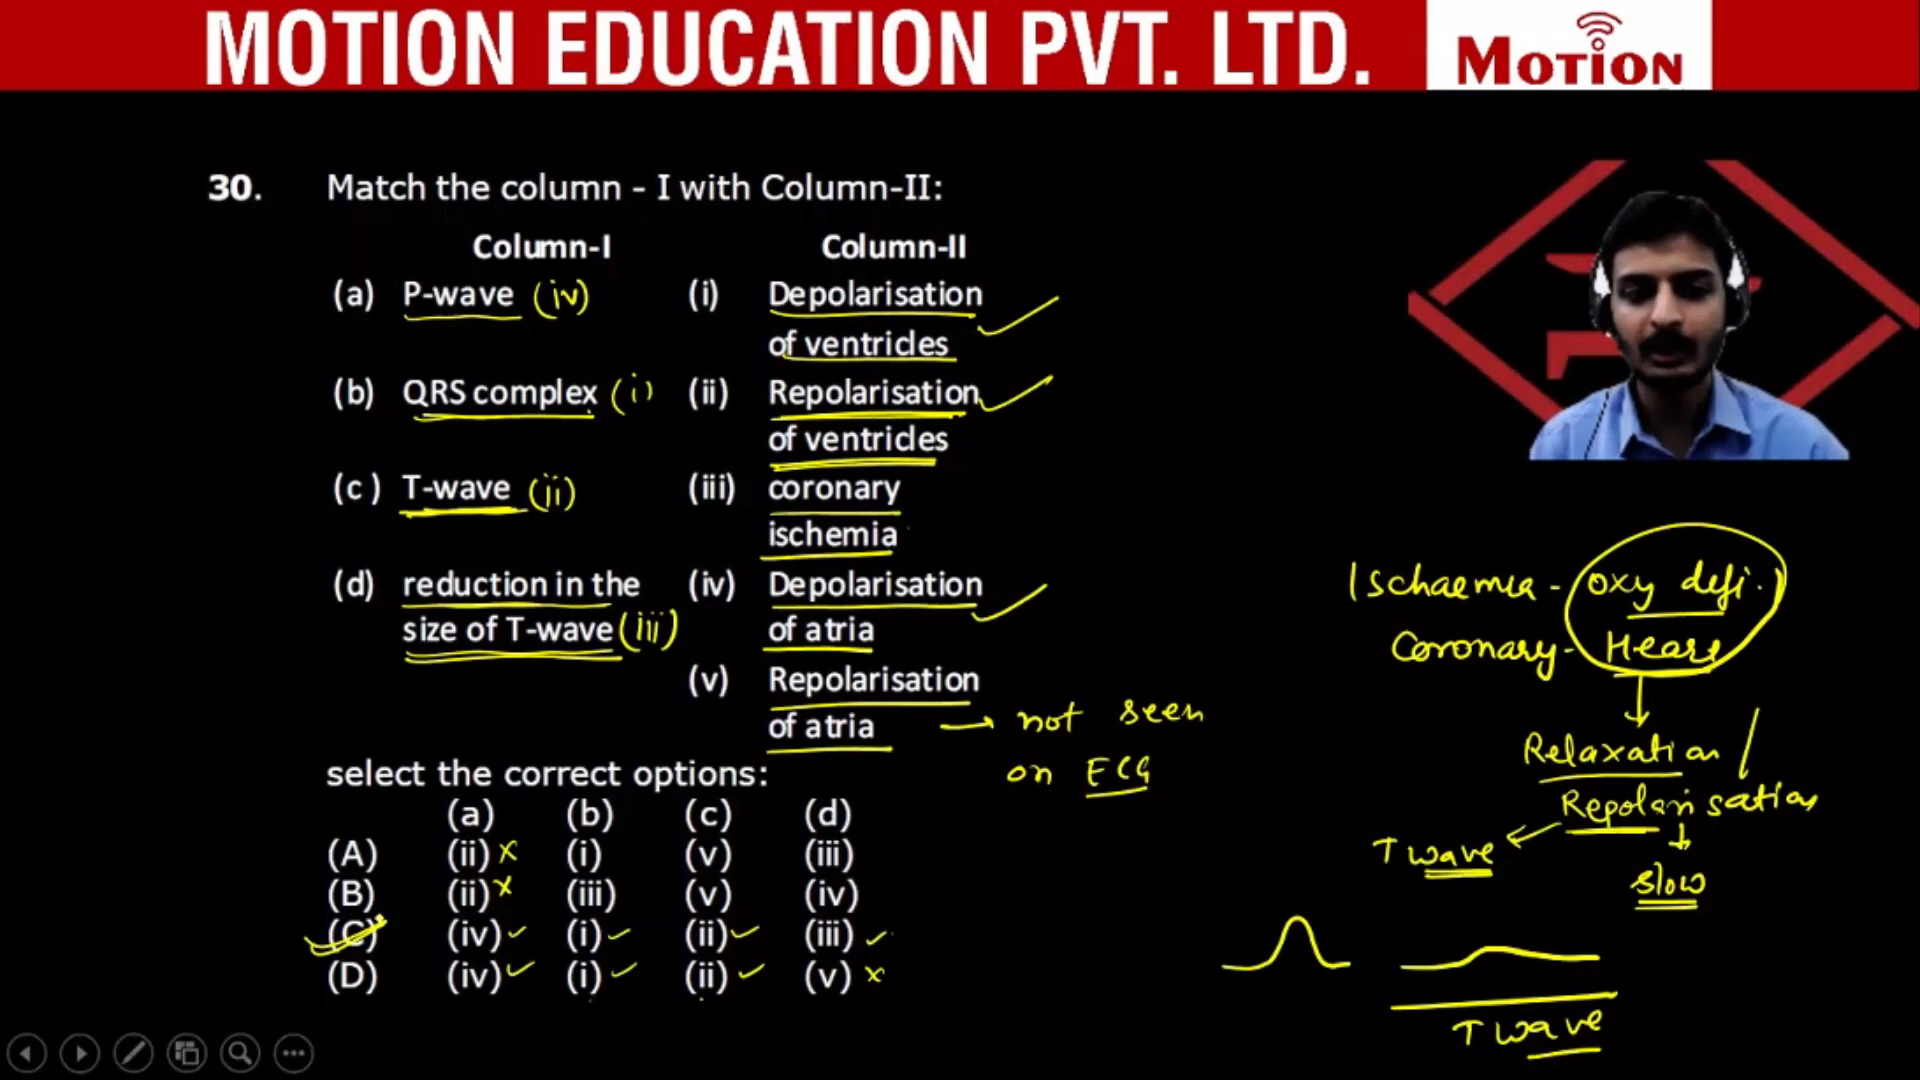 MOTION EDUCATION PVT. LTD.
MOTION
30. Match the column - I with Column-II:
Column-I Column-II
(a) P-wave (iv) (i) Depolarisation
of ventricles
(b) QRS complex (i) (ii) Repolarisation
of ventricles
(c ) T-wave (ii) (iii) coronary
ischemia
(d) reduction in the (iv) Depolarisation
size of T-wave (iii) of atria
(v) Repolarisation
of atria → not seen
on ECG
select the correct options:
(a) (b) (c) (d)
(A) (ii) x (i) (v) (iii)
(B) (ii) x (iii) (v) (iv)
(C) (iv) ✓ (i) ✓ (ii) ✓ (iii) ✓
(D) (iv) ✓ (i) ✓ (ii) ✓ (v) x
Ischaemia - oxy defi.
Coronary - Heart
Relaxation /
Repolarisation
T wave
slow
T wave